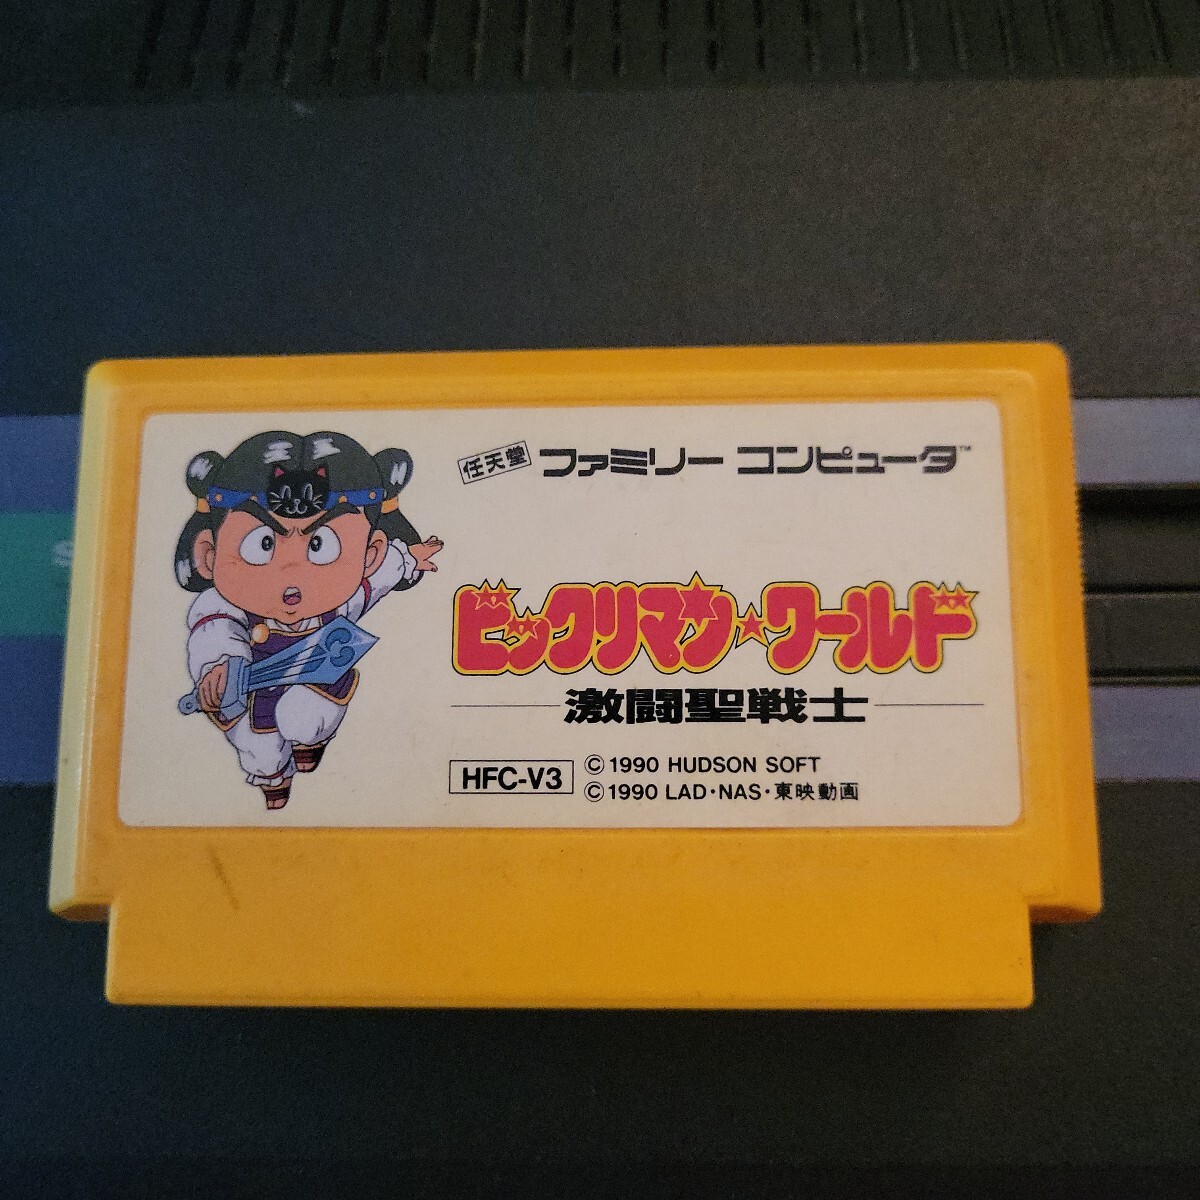 任天堂 ファミリー コンピュータ™
ビックリマン★ワールド
激闘聖戦士
HFC-V3 ©1990 HUDSON SOFT
©1990 LAD・NAS・東映動画